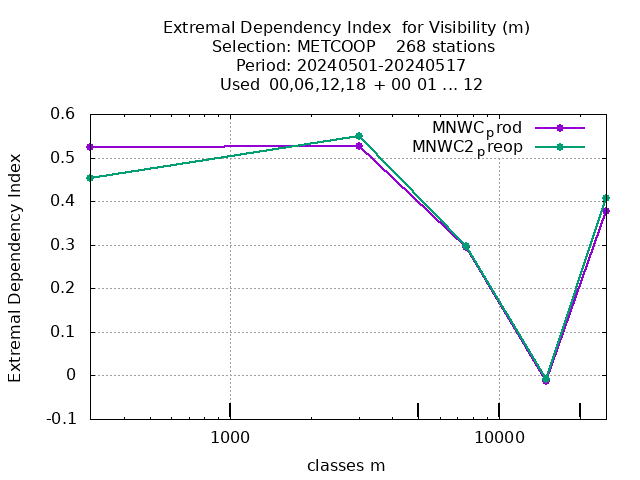 Extremal Dependency Index  for Visibility (m)
Selection: METCOOP    268 stations
Period: 20240501-20240517
Used  00,06,12,18  + 00 01 ... 12
MNWCprod
MNWC2preop
Extremal Dependency Index
0.6
0.5
0.4
0.3
0.2
0.1
0
-0.1
1000 10000
classes m